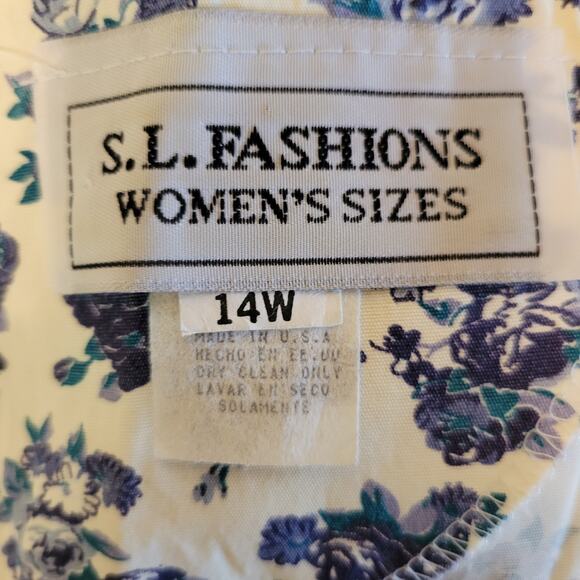 S.L. FASHIONS
WOMEN'S SIZES
14W
MADE IN U.S.A
HECHO EN EE.UU
DRY CLEAN ONLY
LAVAR EN SECO
SOLAMENTE